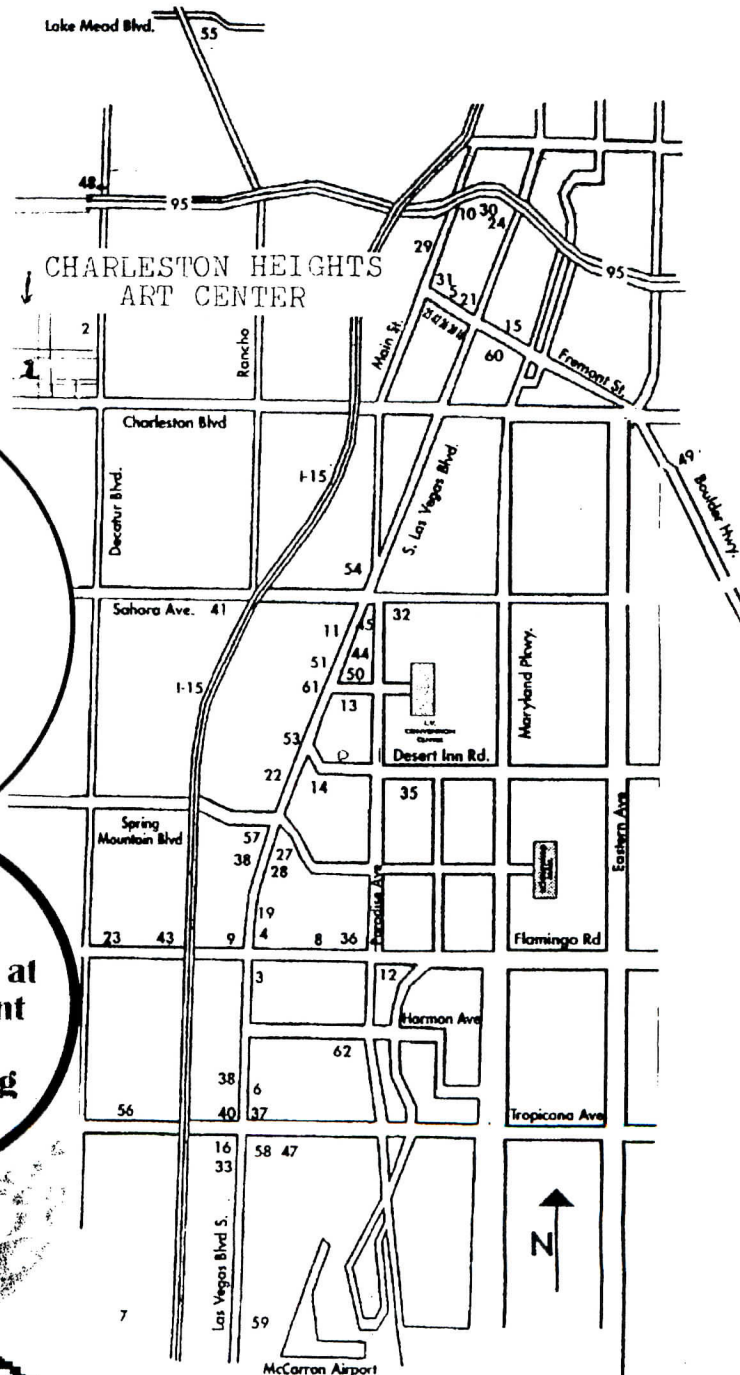 Lake Mead Blvd.
55
48
95
10
30
24
29
95
CHARLESTON HEIGHTS
ART CENTER
31
5
21
2
Rancho
Main St.
15
60
Fremont St.
Charleston Blvd
49
Boulder Hwy.
Decatur Blvd.
I-15
S. Las Vegas Blvd.
54
Sahara Ave.
41
11
45
32
44
51
50
I-15
61
13
Maryland Pkwy.
L.V.
CONVENTION
CENTER
53
Desert Inn Rd.
22
14
35
Spring
Mountain Blvd
57
27
38
28
Eastern Ave
Paradise Ave
19
23
43
9
4
8
36
Flamingo Rd
at
nt
3
12
Harmon Ave
62
g
38
6
56
40
37
Tropicana Ave
16
58
47
33
N
Las Vegas Blvd S.
7
59
McCarran Airport